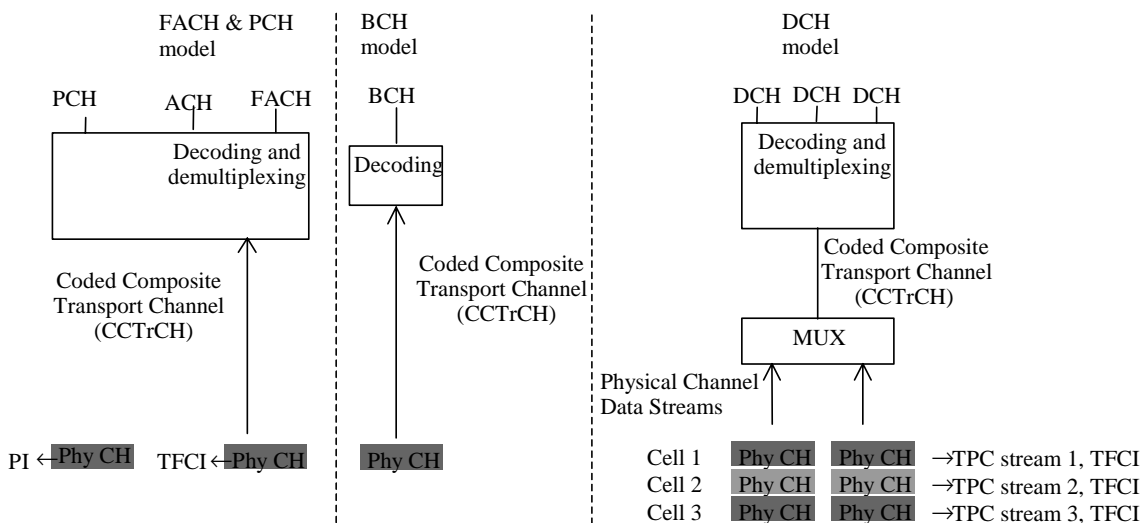 FACH & PCH
model
PCH
ACH
FACH
Decoding and
demultiplexing
Coded Composite
Transport Channel
(CCTrCH)
PI ← Phy CH
TFCI ← Phy CH
BCH
model
BCH
Decoding
Coded Composite
Transport Channel
(CCTrCH)
Phy CH
DCH
model
DCH DCH DCH
Decoding and
demultiplexing
Coded Composite
Transport Channel
(CCTrCH)
MUX
Physical Channel
Data Streams
Cell 1 Phy CH Phy CH →TPC stream 1, TFCI
Cell 2 Phy CH Phy CH →TPC stream 2, TFCI
Cell 3 Phy CH Phy CH →TPC stream 3, TFCI